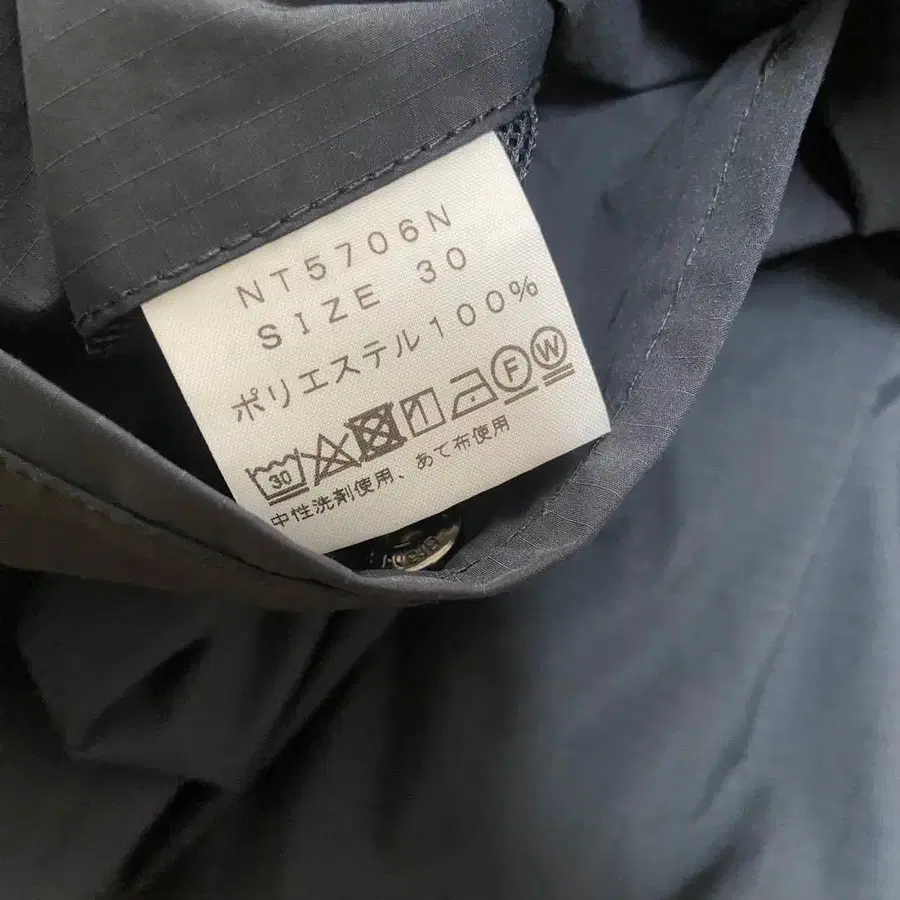 NT5706N
SIZE 30
ポリエステル100%
30 F W
中性洗剤使用、あて布使用